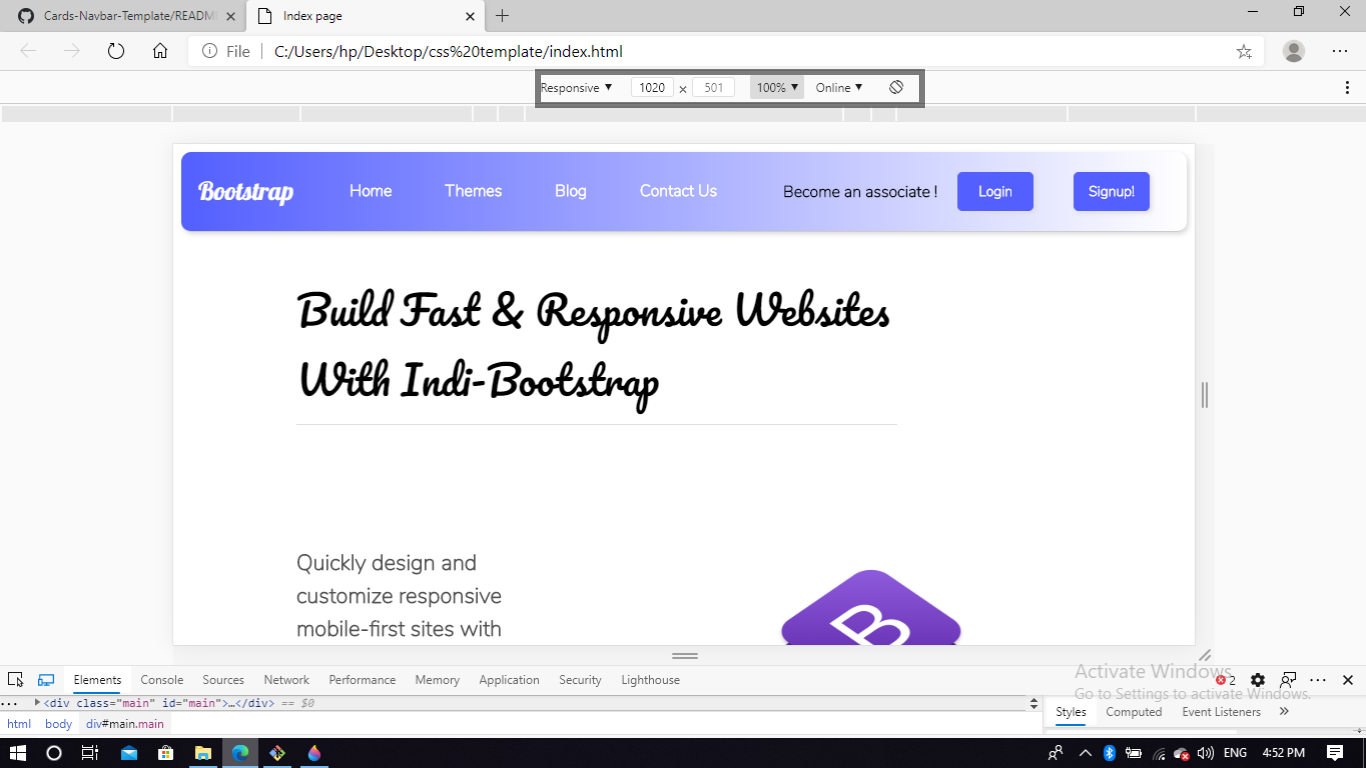 Cards-Navbar-Template/READM
Index page
File
C:/Users/hp/Desktop/css%20template/index.html
Responsive ▼ 1020 × 501 100% ▼ Online ▼
Bootstrap Home Themes Blog Contact Us Become an associate ! Login Signup!
Build Fast & Responsive Websites
With Indi-Bootstrap
Quickly design and
customize responsive
mobile-first sites with
B
Activate Windows
Go to Settings to activate Windows.
Elements Console Sources Network Performance Memory Application Security Lighthouse 2
... <div class="main" id="main">…</div> == $0
Styles Computed Event Listeners »
html body div#main.main
ENG 4:52 PM